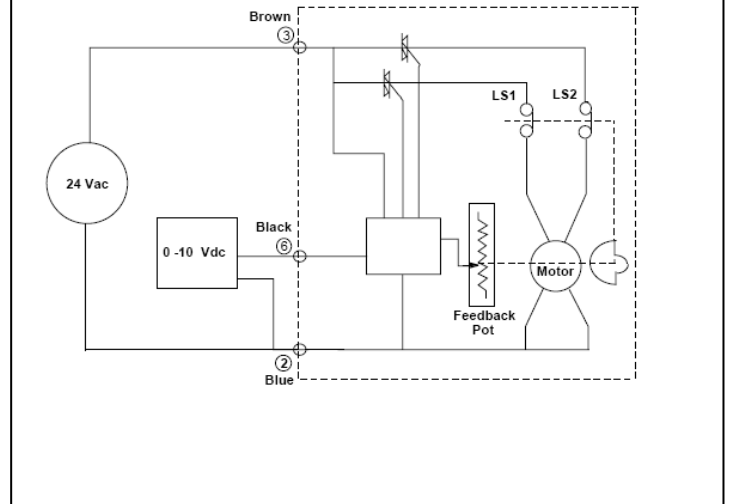 Brown
③
LS1
LS2
24 Vac
Black
⑥
0 -10 Vdc
Motor
Feedback
Pot
②
Blue